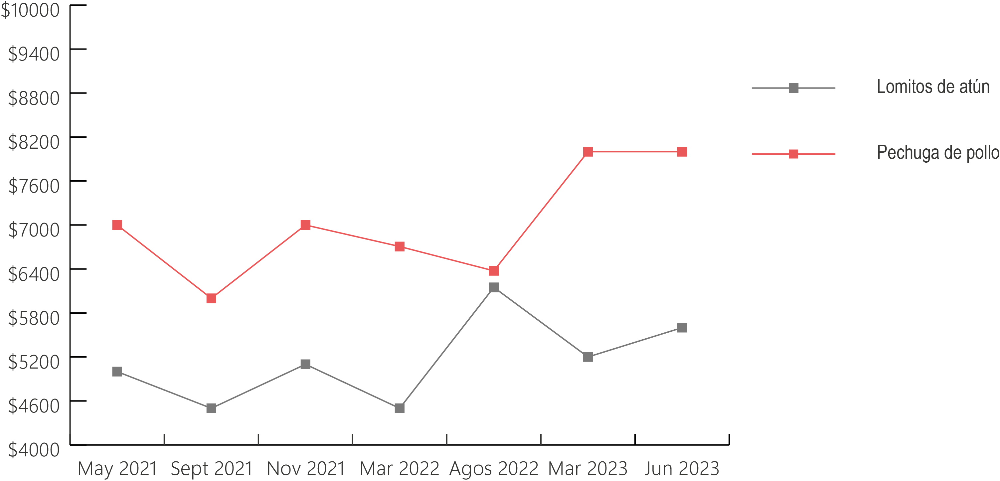 $10000
$9400
$8800
$8200
$7600
$7000
$6400
$5800
$5200
$4600
$4000
May 2021
Sept 2021
Nov 2021
Mar 2022
Agos 2022
Mar 2023
Jun 2023
Lomitos de atún
Pechuga de pollo